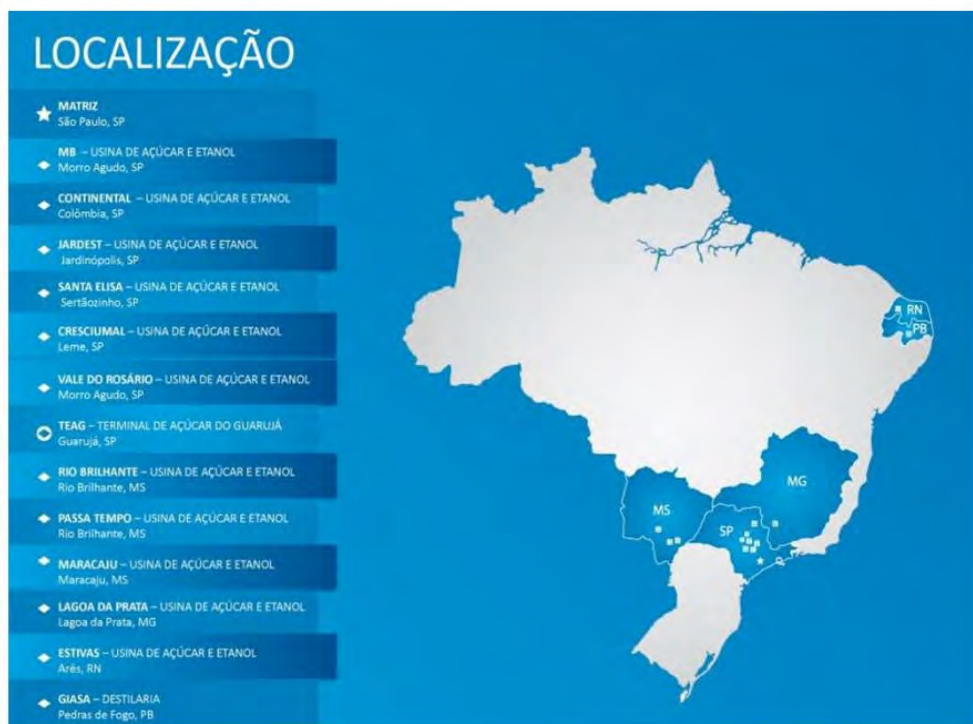 LOCALIZAÇÃO
MATRIZ
São Paulo, SP
MB – USINA DE AÇÚCAR E ETANOL
Morro Agudo, SP
CONTINENTAL – USINA DE AÇÚCAR E ETANOL
Colômbia, SP
JARDEST – USINA DE AÇÚCAR E ETANOL
Jardinópolis, SP
SANTA ELISA – USINA DE AÇÚCAR E ETANOL
Sertãozinho, SP
CRESCIUMAL – USINA DE AÇÚCAR E ETANOL
Leme, SP
VALE DO ROSÁRIO – USINA DE AÇÚCAR E ETANOL
Morro Agudo, SP
TEAG – TERMINAL DE AÇÚCAR DO GUARUJÁ
Guarujá, SP
RIO BRILHANTE – USINA DE AÇÚCAR E ETANOL
Rio Brilhante, MS
PASSA TEMPO – USINA DE AÇÚCAR E ETANOL
Rio Brilhante, MS
MARACAJU – USINA DE AÇÚCAR E ETANOL
Maracaju, MS
LAGOA DA PRATA – USINA DE AÇÚCAR E ETANOL
Lagoa da Prata, MG
ESTIVAS – USINA DE AÇÚCAR E ETANOL
Arês, RN
GIASA – DESTILARIA
Pedras de Fogo, PB
RN
PB
MG
MS
SP